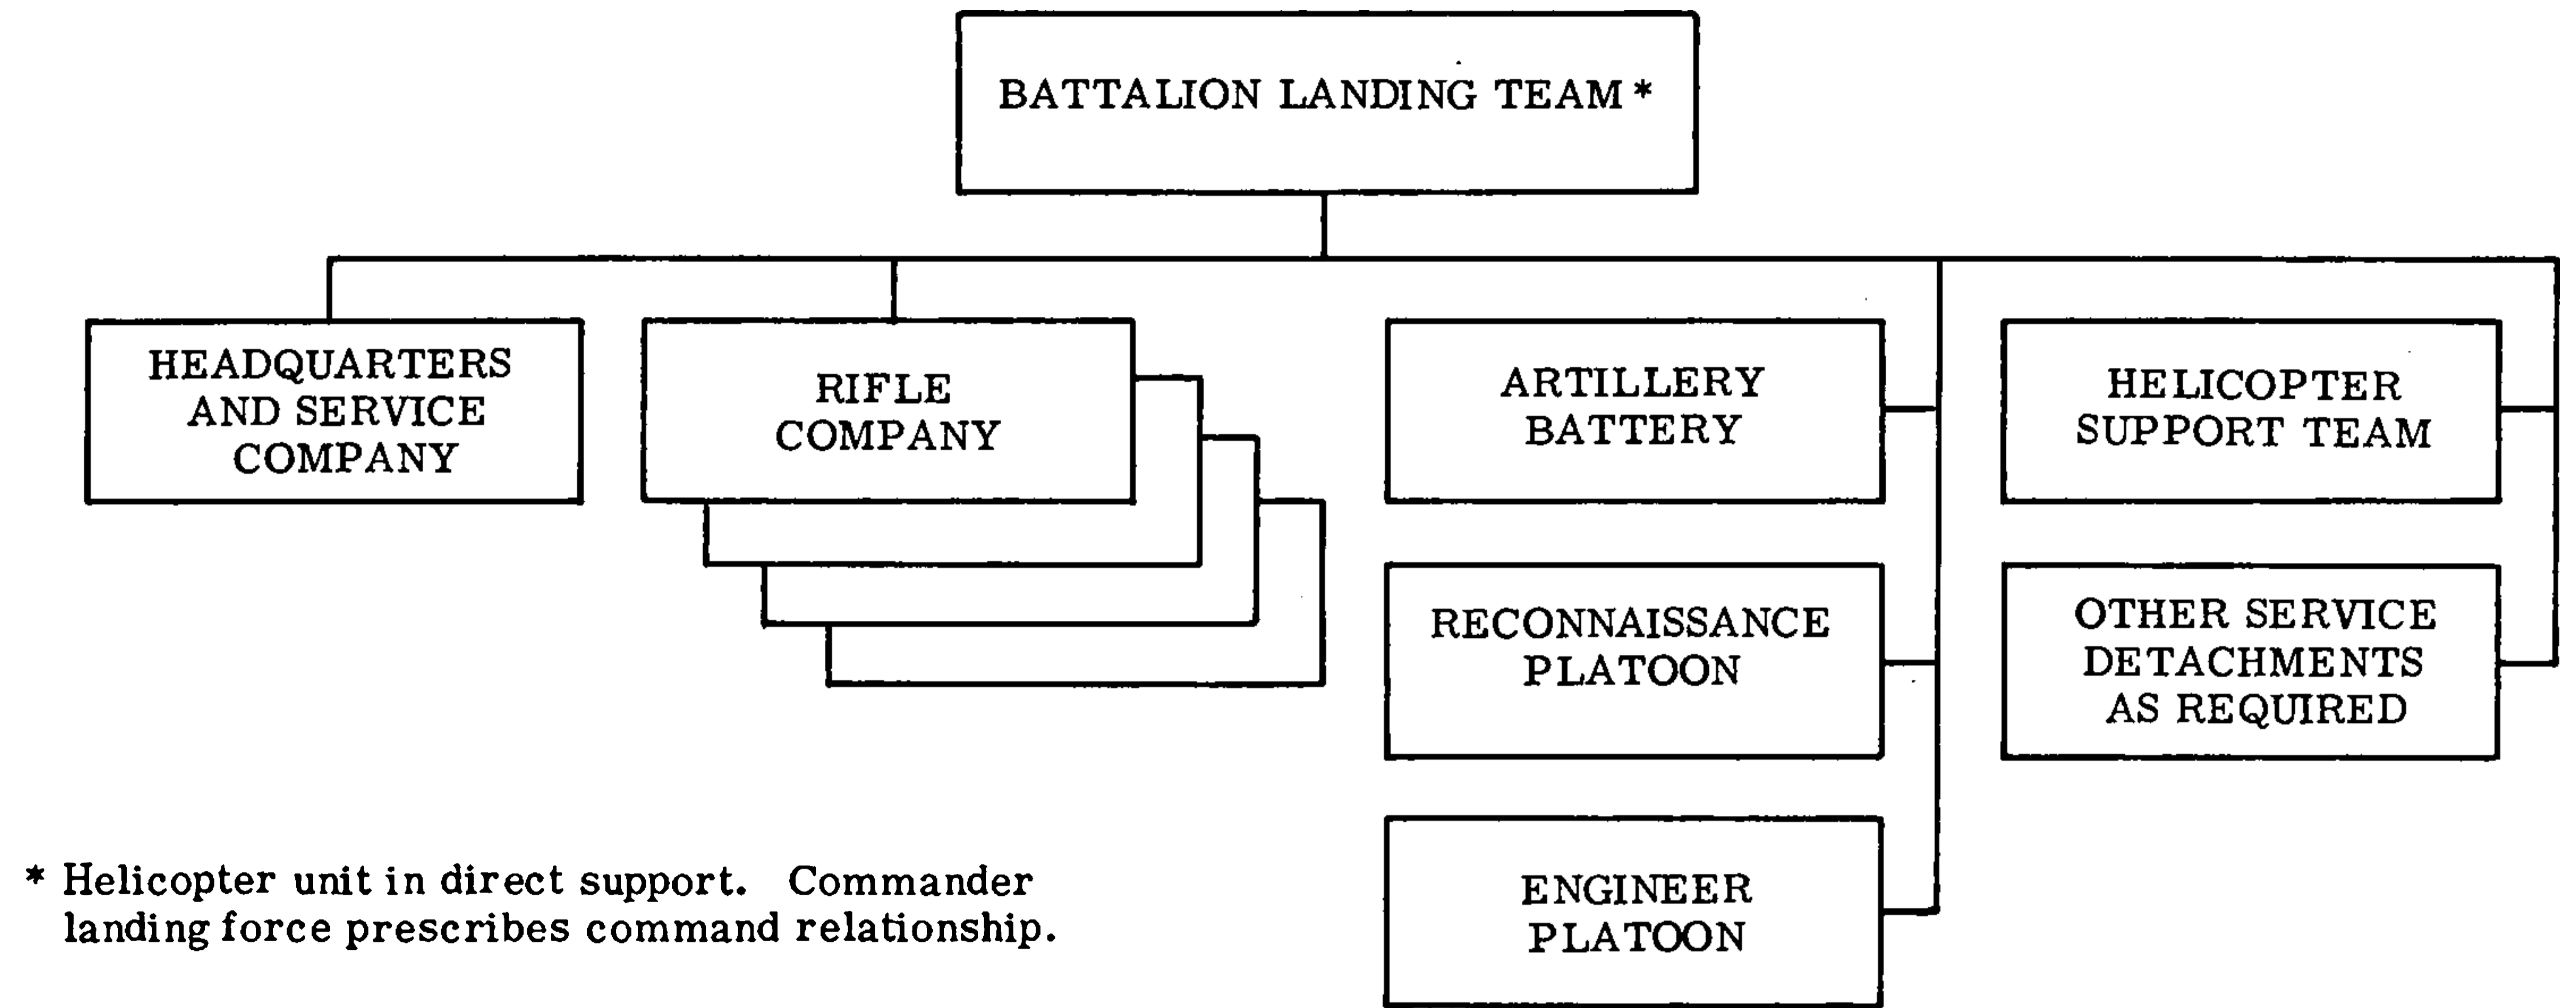 BATTALION LANDING TEAM *
HEADQUARTERS
AND SERVICE
COMPANY
RIFLE
COMPANY
ARTILLERY
BATTERY
HELICOPTER
SUPPORT TEAM
RECONNAISSANCE
PLATOON
OTHER SERVICE
DETACHMENTS
AS REQUIRED
ENGINEER
PLATOON
* Helicopter unit in direct support. Commander
landing force prescribes command relationship.